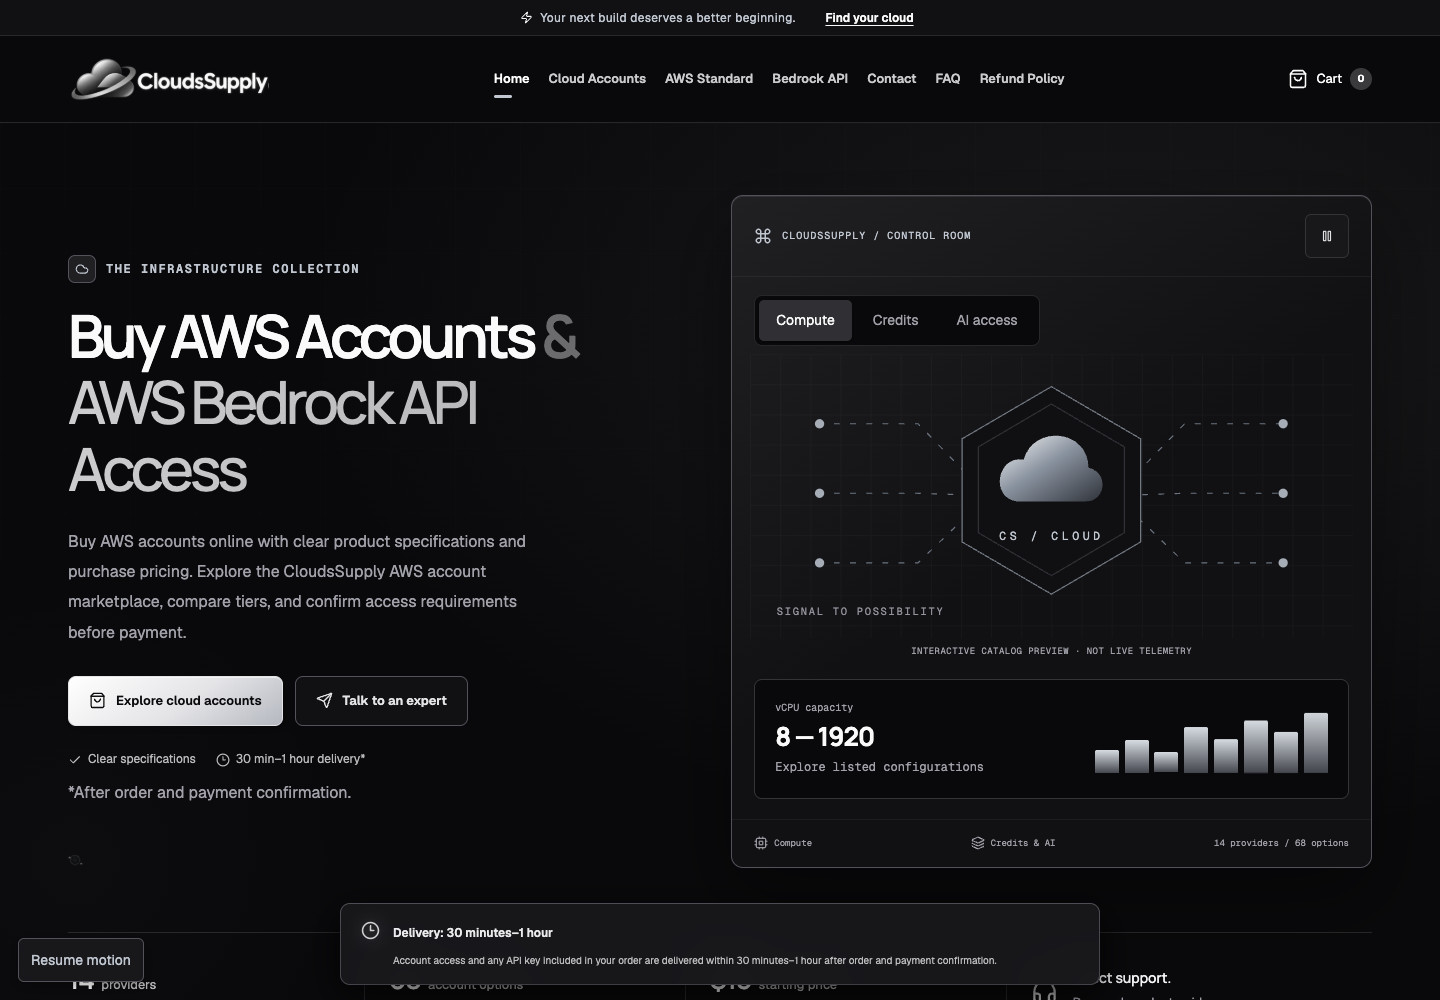 Your next build deserves a better beginning. Find your cloud
CloudsSupply
Home Cloud Accounts AWS Standard Bedrock API Contact FAQ Refund Policy
Cart 0
THE INFRASTRUCTURE COLLECTION
Buy AWS Accounts &
AWS Bedrock API
Access
Buy AWS accounts online with clear product specifications and
purchase pricing. Explore the CloudsSupply AWS account
marketplace, compare tiers, and confirm access requirements
before payment.
Explore cloud accounts Talk to an expert
Clear specifications 30 min–1 hour delivery*
*After order and payment confirmation.
CLOUDSSUPPLY / CONTROL ROOM
Compute Credits AI access
CS / CLOUD
SIGNAL TO POSSIBILITY
INTERACTIVE CATALOG PREVIEW · NOT LIVE TELEMETRY
vCPU capacity
8 — 1920
Explore listed configurations
Compute Credits & AI 14 providers / 68 options
Delivery: 30 minutes–1 hour
Account access and any API key included in your order are delivered within 30 minutes–1 hour after order and payment confirmation.
Resume motion
14 providers
account options
starting price
support.